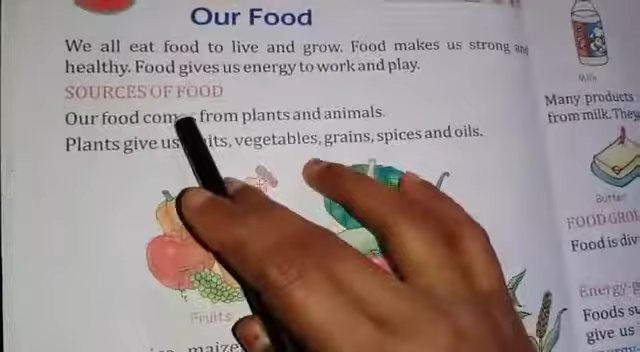 Our Food
We all eat food to live and grow. Food makes us strong and
healthy. Food gives us energy to work and play.
SOURCES OF FOOD
Our food from plants and animals.
Plants give us vegetables, grains, spices and oils.
Fruits
maize
Milk
Many products
from milk. They
Butter
FOOD
Food is
Foods
give us